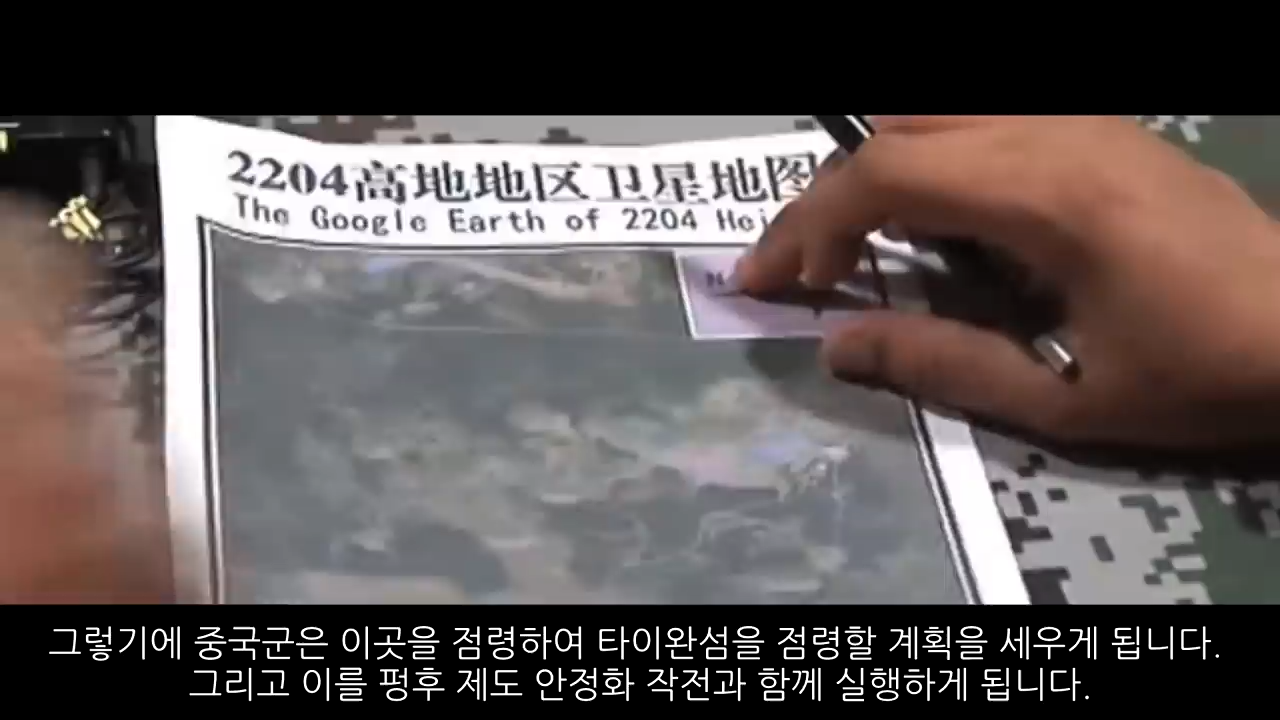 2204高地地区卫星地图
The Google Earth of 2204
그렇기에 중국군은 이곳을 점령하여 타이완섬을 점령할 계획을 세우게 됩니다.
그리고 이를 펑후 제도 안정화 작전과 함께 실행하게 됩니다.